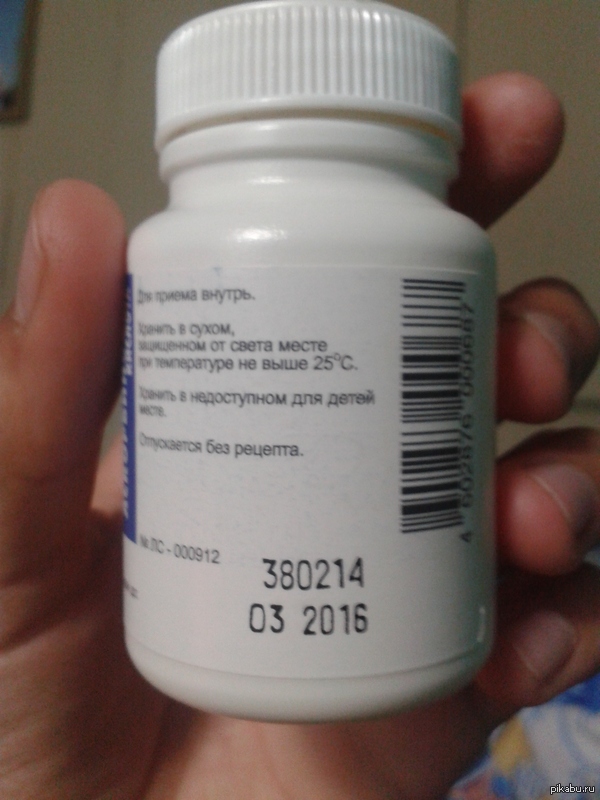 Для приема внутрь.
Хранить в сухом,
защищенном от света месте
при температуре не выше 25°С.
Хранить в недоступном для детей
месте.
Отпускается без рецепта.
№ ЛС - 000912
380214
03 2016
pikabu.ru